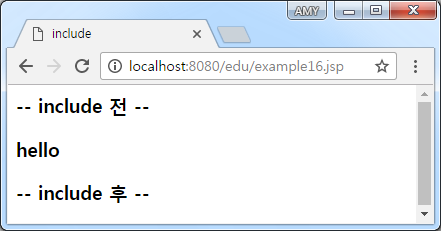 AMY
include
localhost:8080/edu/example16.jsp
-- include 전 --
hello
-- include 후 --